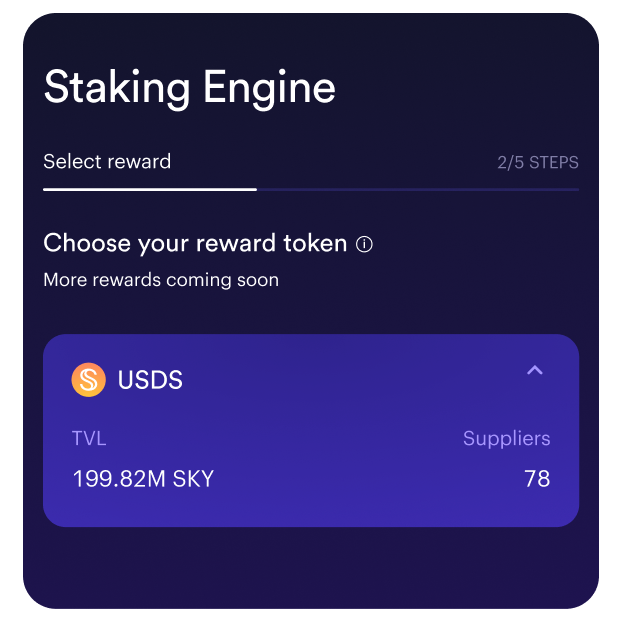 Staking Engine
Select reward 2/5 STEPS
Choose your reward token
More rewards coming soon
USDS
TVL Suppliers
199.82M SKY 78